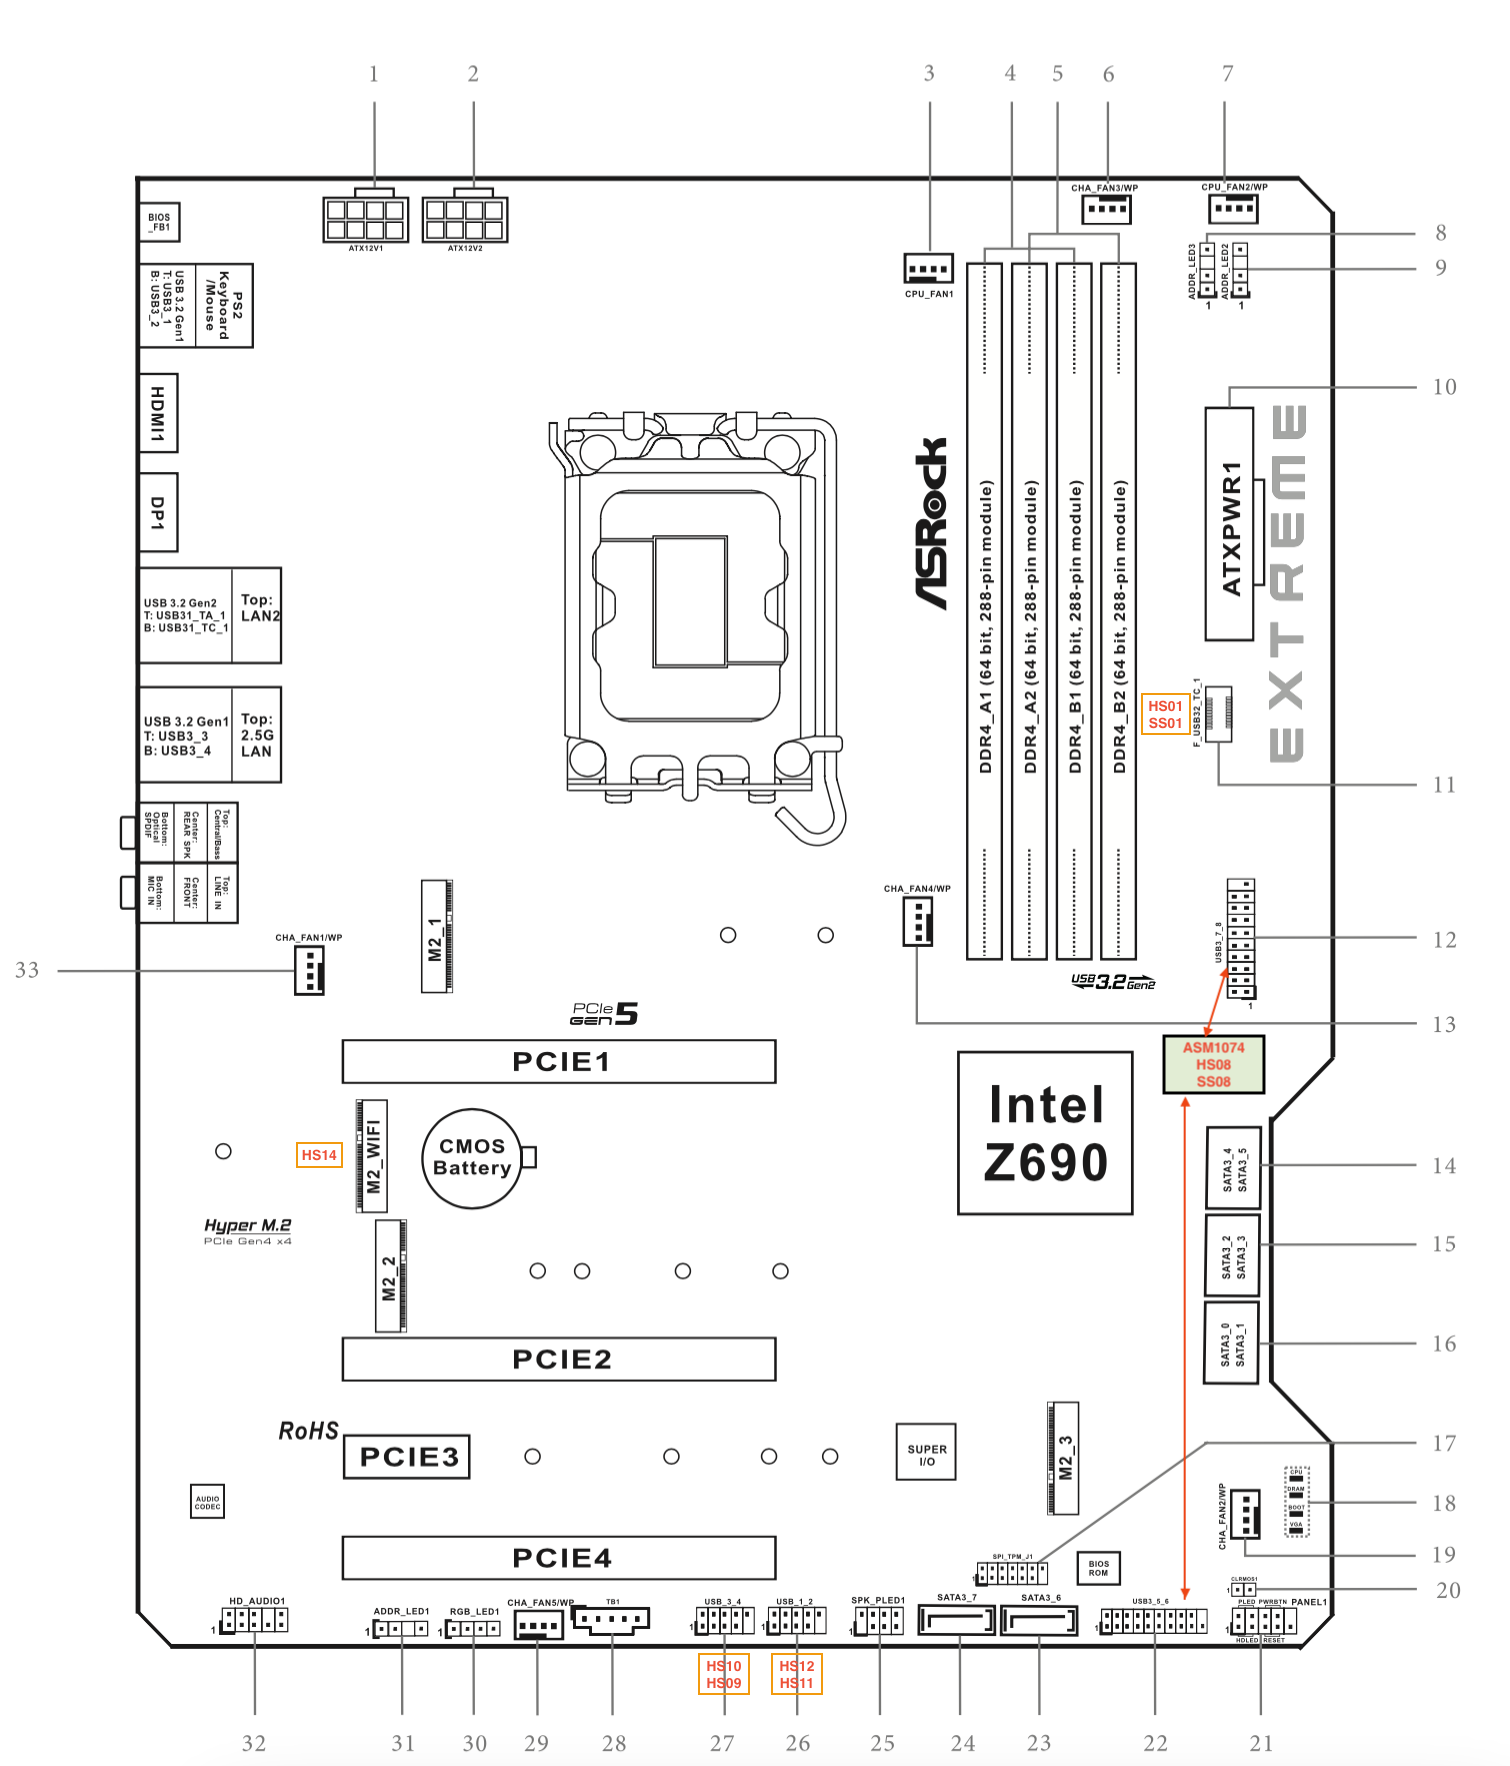 1
2
3
4
5
6
7
CHA_FAN3/WP
CPU_FAN2/WP
BIOS
_FB1
ATX12V1
ATX12V2
CPU_FAN1
ADDR_LED3
ADDR_LED2
1
1
8
9
PS2
Keyboard
/Mouse
USB 3.2 Gen1
T: USB3_1
B: USB3_2
HDMI1
DP1
USB 3.2 Gen2
T: USB31_TA_1
B: USB31_TC_1
Top:
LAN2
USB 3.2 Gen1
T: USB3_3
B: USB3_4
Top:
2.5G
LAN
Top:
Central/Bass
Center:
REAR SPK
Bottom:
Optical
SPDIF
Top:
LINE IN
Center:
FRONT
Bottom:
MIC IN
ASRock
DDR4_A1 (64 bit, 288-pin module)
DDR4_A2 (64 bit, 288-pin module)
DDR4_B1 (64 bit, 288-pin module)
DDR4_B2 (64 bit, 288-pin module)
10
ATXPWR1
EXTREME
HS01
SS01
F_USB32_TC_1
11
CHA_FAN1/WP
33
M2_1
CHA_FAN4/WP
USB3_7_8
1
12
USB 3.2 Gen2
13
PCIe
GEN 5
PCIE1
ASM1074
HS08
SS08
Intel
Z690
HS14
M2_WIFI
CMOS
Battery
Hyper M.2
PCIe Gen4 x4
M2_2
SATA3_4
SATA3_5
14
SATA3_2
SATA3_3
15
SATA3_0
SATA3_1
16
PCIE2
RoHS
PCIE3
SUPER
I/O
M2_3
17
CPU
DRAM
BOOT
VGA
18
CHA_FAN2/WP
19
AUDIO
CODEC
PCIE4
SPI_TPM_J1
1
BIOS
ROM
CLRMOS1
1
20
HD_AUDIO1
1
ADDR_LED1
1
RGB_LED1
1
CHA_FAN5/WP
TB1
USB_3_4
1
USB_1_2
1
SPK_PLED1
1
SATA3_7
SATA3_6
USB3_5_6
1
PLED PWRBTN
PANEL1
1
HDLED RESET
HS10
HS09
HS12
HS11
32
31
30
29
28
27
26
25
24
23
22
21